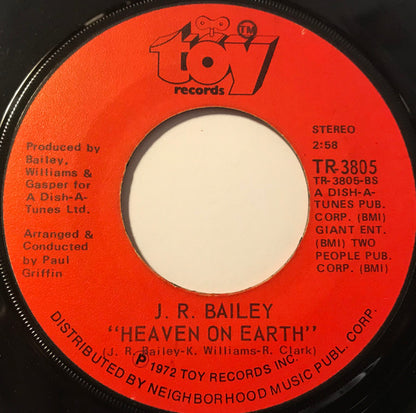 toy TM
records
Produced by
Bailey,
Williams &
Gasper for
A Dish-A-
Tunes Ltd.
Arranged &
Conducted
by Paul
Griffin
STEREO
2:58
TR-3805
TR-3805-BS
A DISH-A-
TUNES PUB.
CORP. (BMI)
GIANT ENT.
(BMI) TWO
PEOPLE PUB.
CORP. (BMI)
J. R. BAILEY
"HEAVEN ON EARTH"
(J. R. Bailey-K. Williams-R. Clark)
℗ 1972 TOY RECORDS INC.
DISTRIBUTED BY NEIGHBORHOOD MUSIC PUBL. CORP.